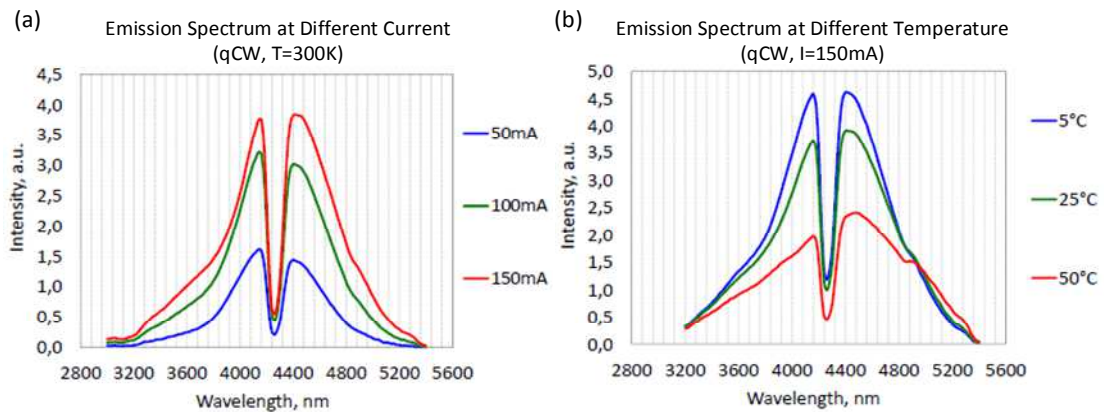 (a)
Emission Spectrum at Different Current
(qCW, T=300K)
Intensity, a.u.
4,5
4,0
3,5
3,0
2,5
2,0
1,5
1,0
0,5
0,0
2800 3200 3600 4000 4400 4800 5200 5600
Wavelength, nm
50mA
100mA
150mA
(b)
Emission Spectrum at Different Temperature
(qCW, I=150mA)
Intensity, a.u.
5,0
4,5
4,0
3,5
3,0
2,5
2,0
1,5
1,0
0,5
0,0
2800 3200 3600 4000 4400 4800 5200 5600
Wavelength, nm
5°C
25°C
50°C